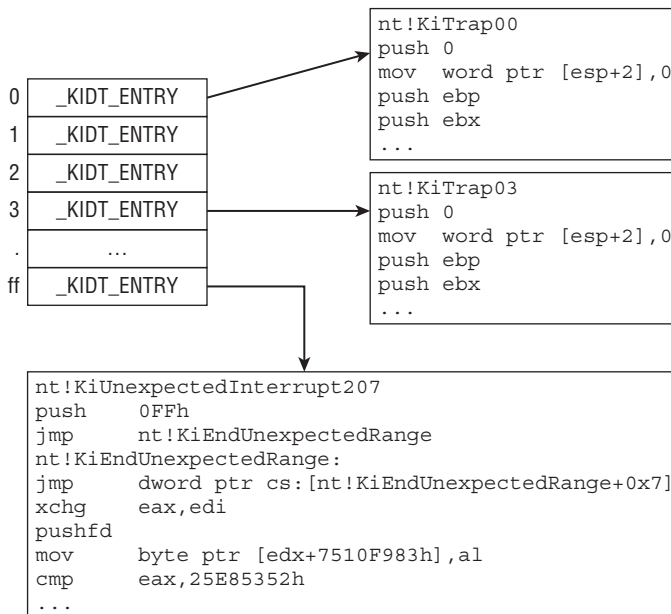 nt!KiTrap00
push 0
mov word ptr [esp+2],0
push ebp
push ebx
...
0 _KIDT_ENTRY
1 _KIDT_ENTRY
2 _KIDT_ENTRY
3 _KIDT_ENTRY
. ...
ff _KIDT_ENTRY
nt!KiTrap03
push 0
mov word ptr [esp+2],0
push ebp
push ebx
...
nt!KiUnexpectedInterrupt207
push 0FFh
jmp nt!KiEndUnexpectedRange
nt!KiEndUnexpectedRange:
jmp dword ptr cs:[nt!KiEndUnexpectedRange+0x7]
xchg eax,edi
pushfd
mov byte ptr [edx+7510F983h],al
cmp eax,25E85352h
...